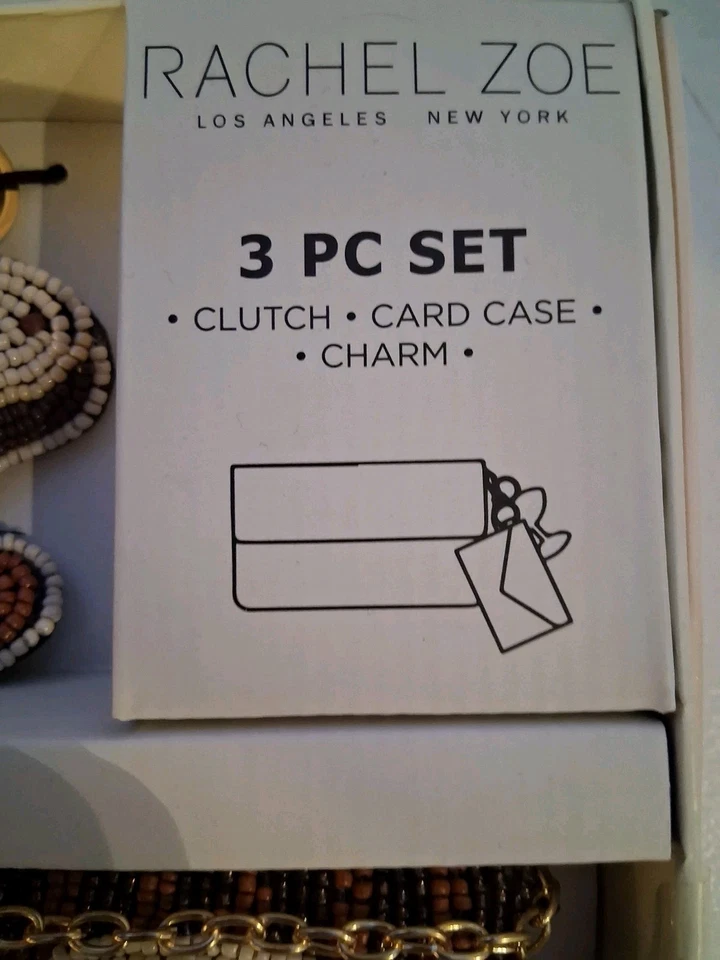 RACHEL ZOE
LOS ANGELES NEW YORK
3 PC SET
• CLUTCH • CARD CASE •
• CHARM •